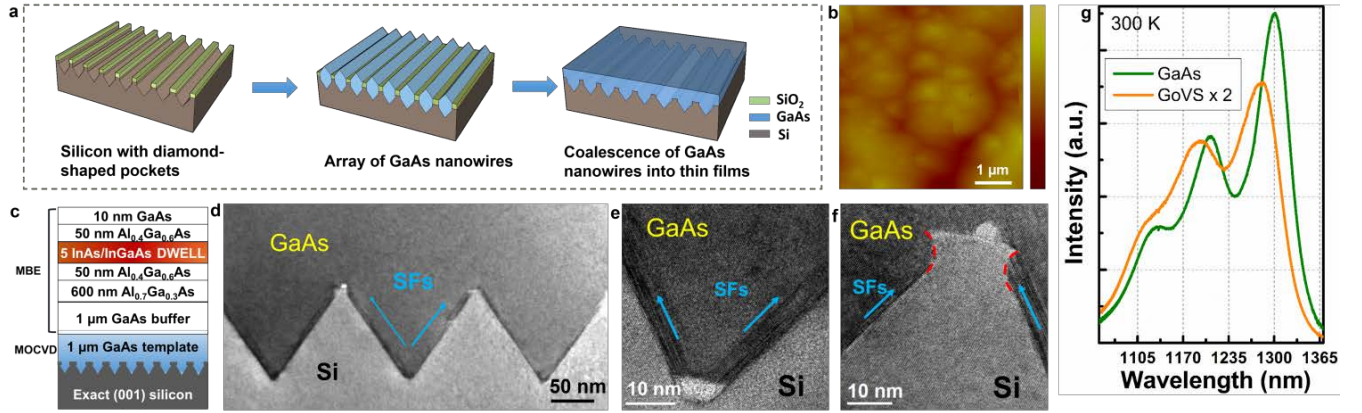 a
Silicon with diamond-
shaped pockets
Array of GaAs nanowires
Coalescence of GaAs
nanowires into thin films
SiO₂
GaAs
Si
b
1 μm
c
MBE
MOCVD
10 nm GaAs
50 nm Al₀.₄Ga₀.₆As
5 InAs/InGaAs DWELL
50 nm Al₀.₄Ga₀.₆As
600 nm Al₀.₇Ga₀.₃As
1 μm GaAs buffer
1 μm GaAs template
Exact (001) silicon
d
GaAs
SFs
Si
50 nm
e
GaAs
SFs
Si
10 nm
f
GaAs
SFs
Si
10 nm
g
300 K
GaAs
GoVS x 2
Intensity (a.u.)
1105 1170 1235 1300 1365
Wavelength (nm)